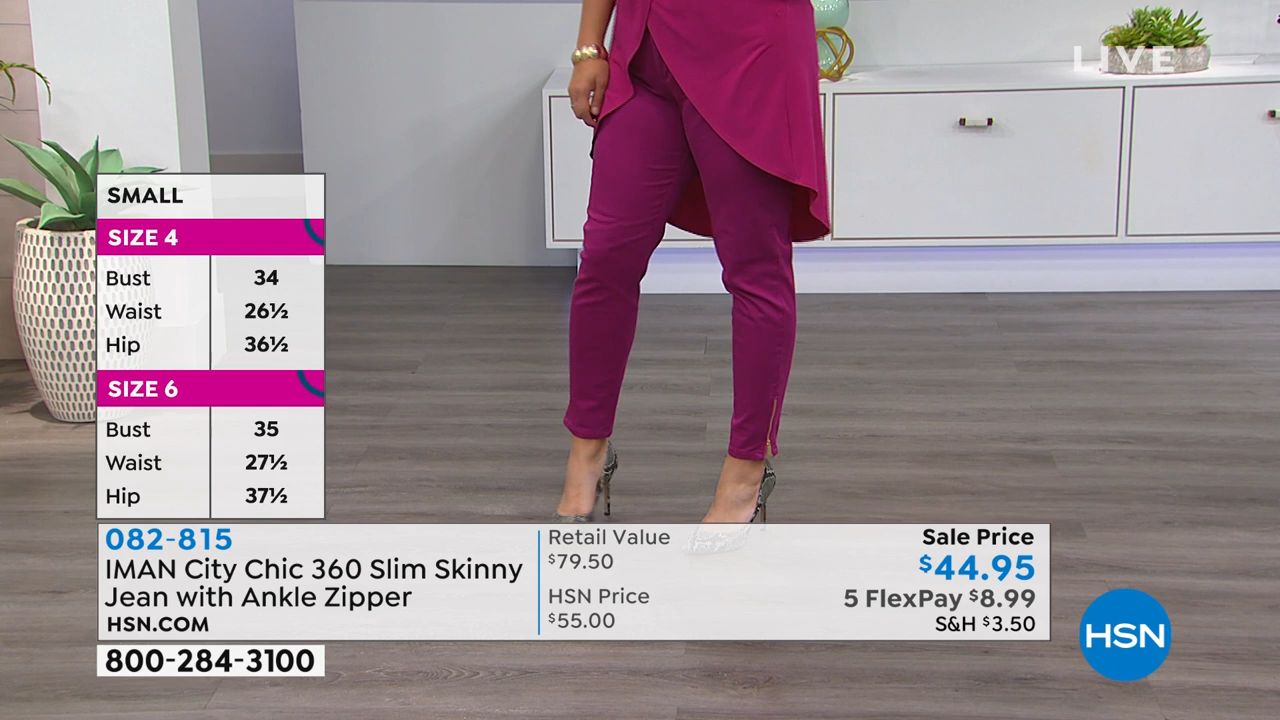 LIVE
SMALL
SIZE 4
Bust 34
Waist 26½
Hip 36½
SIZE 6
Bust 35
Waist 27½
Hip 37½
082-815
IMAN City Chic 360 Slim Skinny
Jean with Ankle Zipper
HSN.COM
Retail Value
$79.50
HSN Price
$55.00
Sale Price
$44.95
5 FlexPay $8.99
S&H $3.50
800-284-3100
HSN